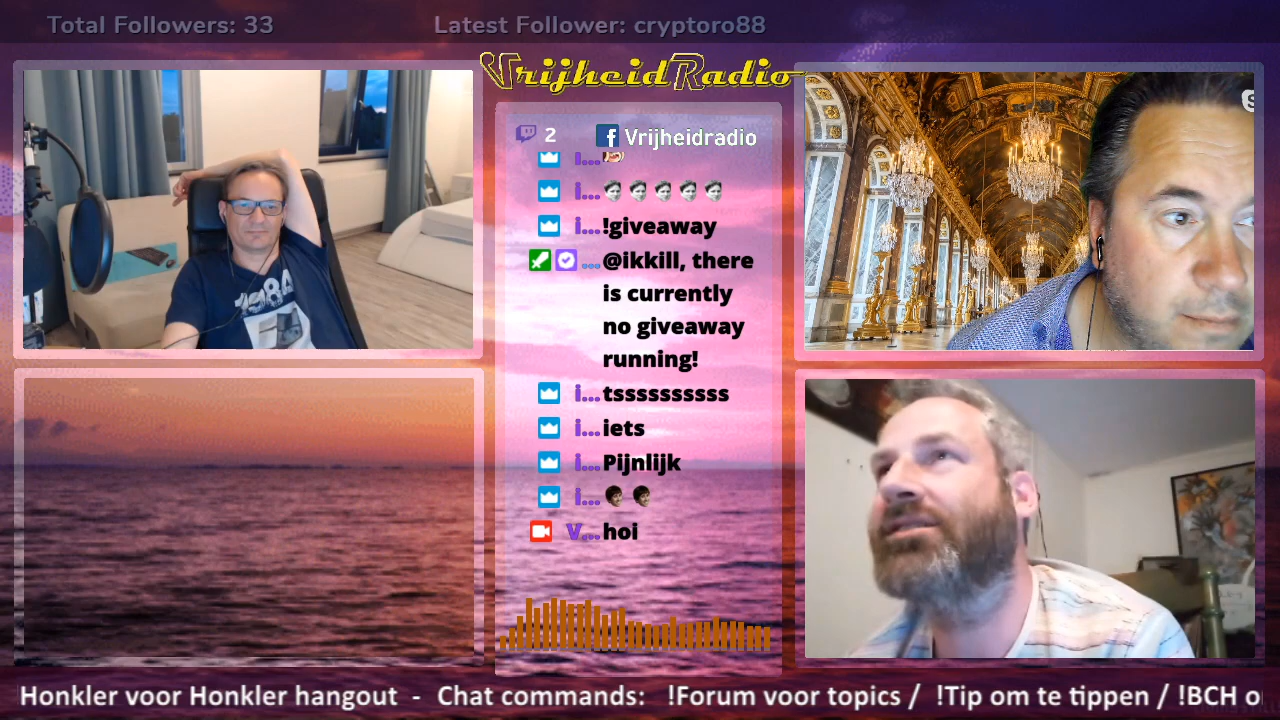 Total Followers: 33
Latest Follower: cryptoro88
VrijheidRadio
2
Vrijheidradio
i...
i...
i... !giveaway
... @ikkill, there
is currently
no giveaway
running!
i... tssssssssss
i... iets
i... Pijnlijk
i...
V... hoi
1984
Honkler voor Honkler hangout - Chat commands: !Forum voor topics / !Tip om te tippen / !BCH o